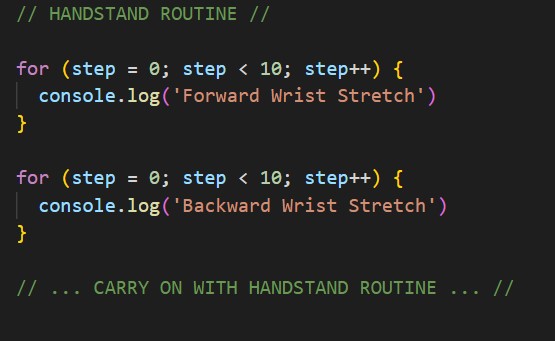 // HANDSTAND ROUTINE //
for (step = 0; step < 10; step++) {
console.log('Forward Wrist Stretch')
}
for (step = 0; step < 10; step++) {
console.log('Backward Wrist Stretch')
}
// ... CARRY ON WITH HANDSTAND ROUTINE ... //